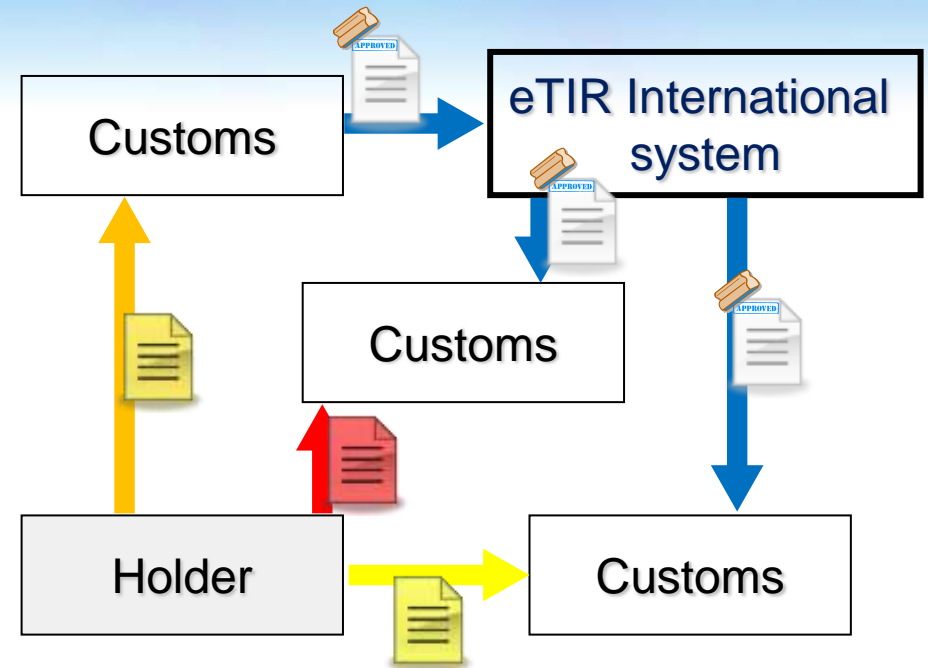 APPROVED
Customs
eTIR International
system
APPROVED
Customs
APPROVED
Holder
Customs